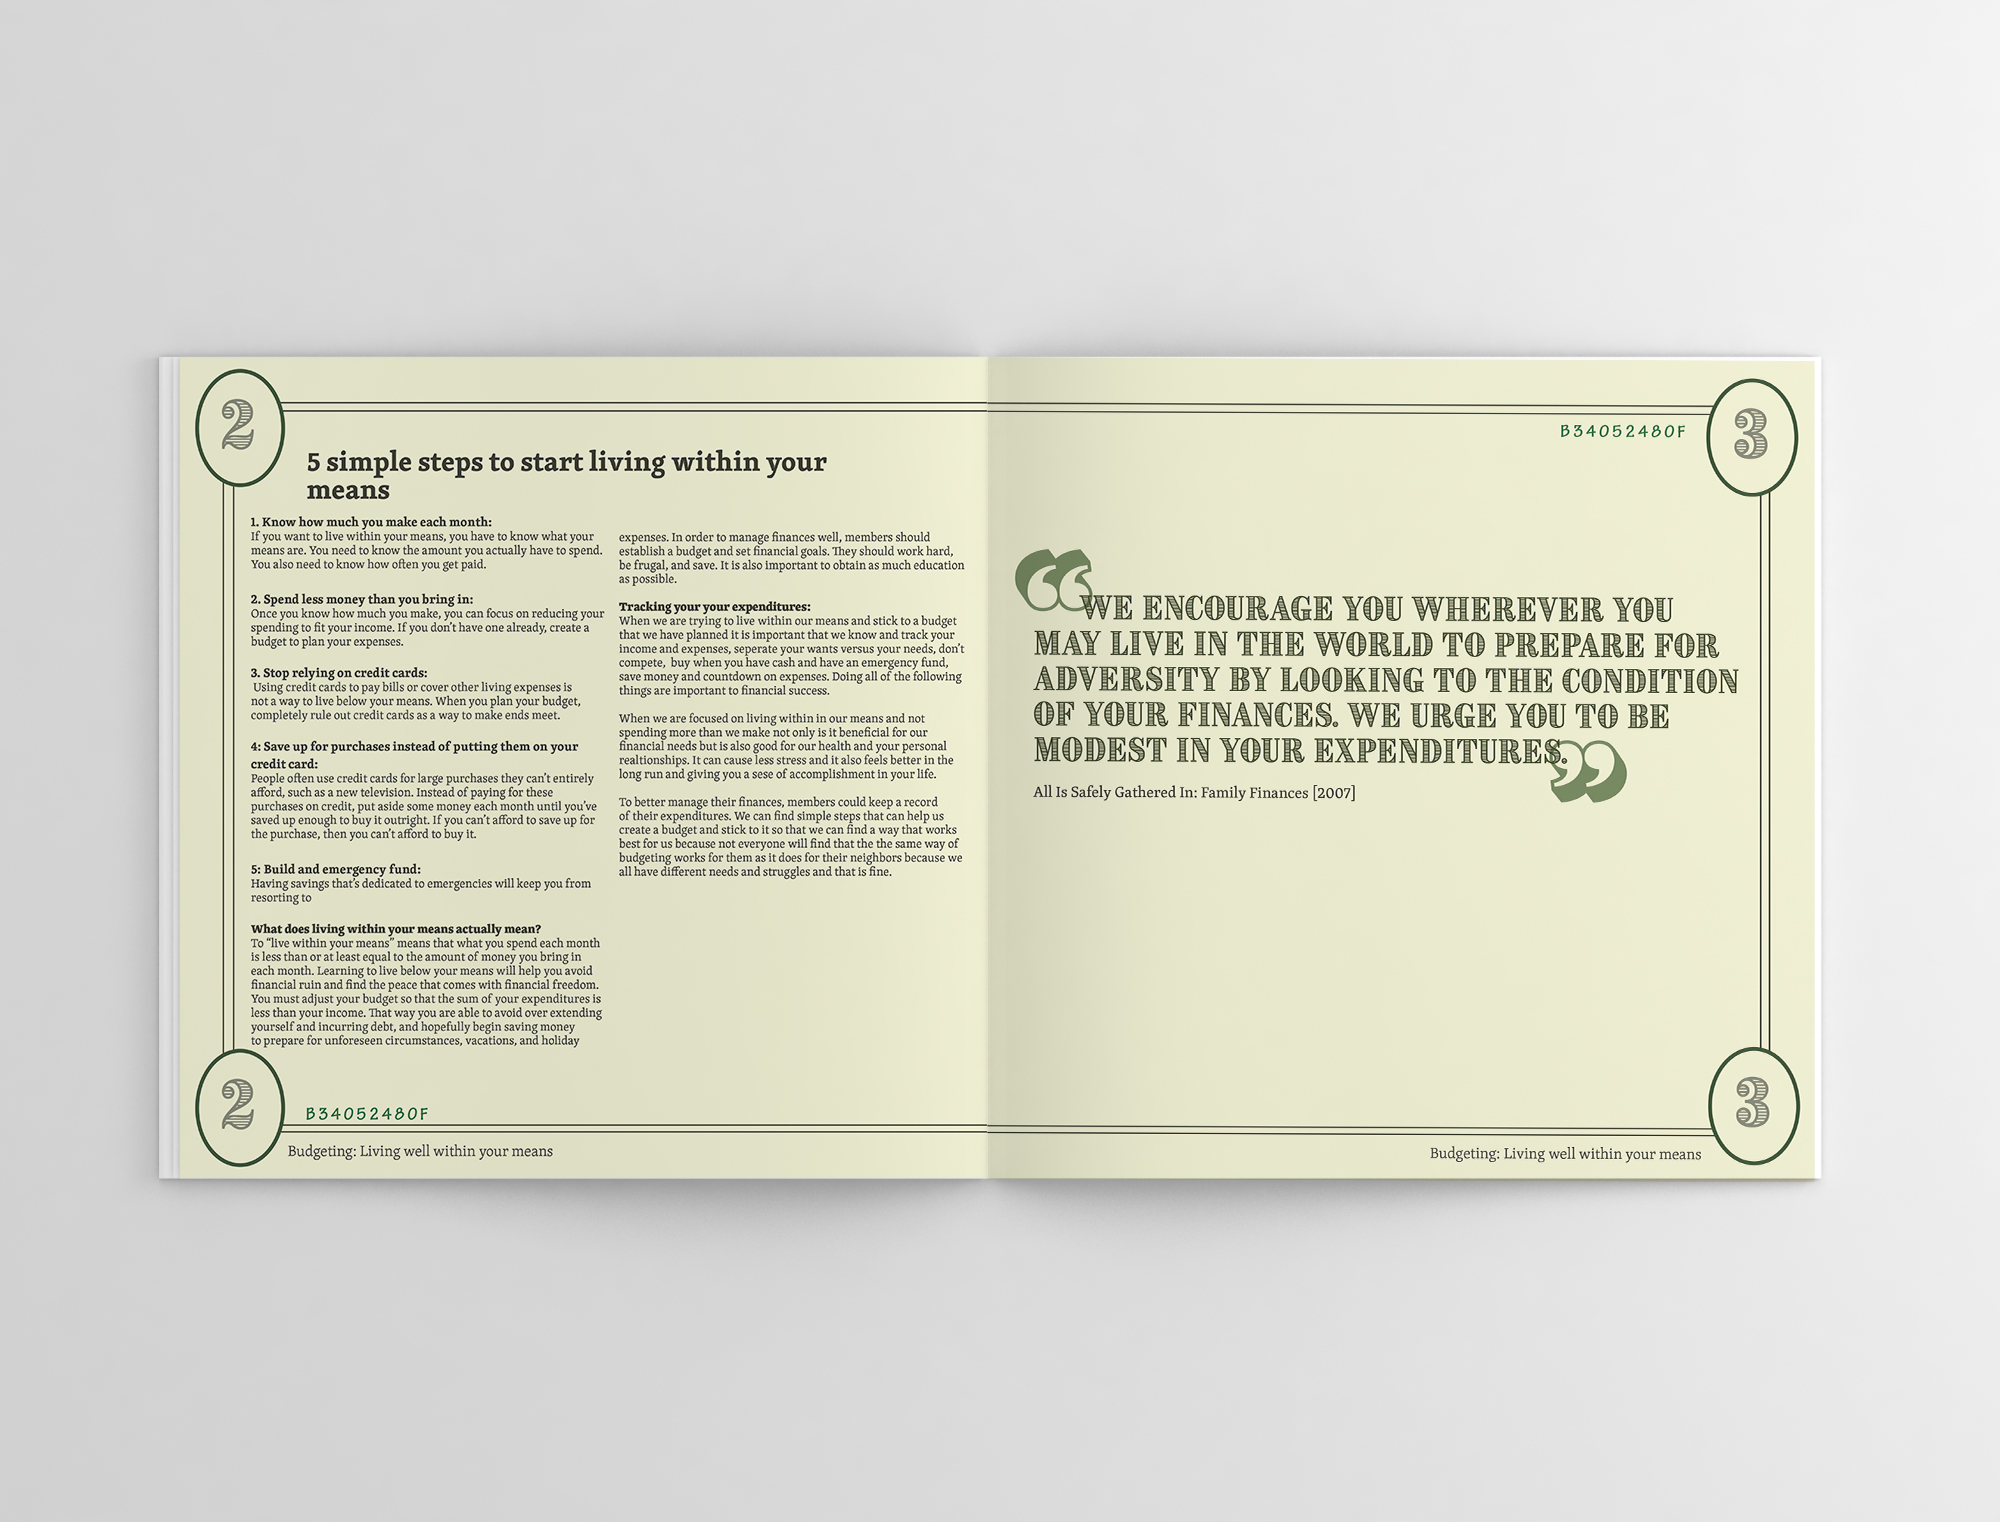 2
5 simple steps to start living within your
means
1. Know how much you make each month:
If you want to live within your means, you have to know what your
means are. You need to know the amount you actually have to spend.
You also need to know how often you get paid.
2. Spend less money than you bring in:
Once you know how much you make, you can focus on reducing your
spending to fit your income. If you don't have one already, create a
budget to plan your expenses.
3. Stop relying on credit cards:
Using credit cards to pay bills or cover other living expenses is
not a way to live below your means. When you plan your budget,
completely rule out credit cards as a way to make ends meet.
4: Save up for purchases instead of putting them on your
credit card:
People often use credit cards for large purchases they can't entirely
afford, such as a new television. Instead of paying for these
purchases on credit, put aside some money each month until you've
saved up enough to buy it outright. If you can't afford to save up for
the purchase, then you can't afford to buy it.
5: Build and emergency fund:
Having savings that's dedicated to emergencies will keep you from
resorting to
What does living within your means actually mean?
To “live within your means” means that what you spend each month
is less than or at least equal to the amount of money you bring in
each month. Learning to live below your means will help you avoid
financial ruin and find the peace that comes with financial freedom.
You must adjust your budget so that the sum of your expenditures is
less than your income. That way you are able to avoid over extending
yourself and incurring debt, and hopefully begin saving money
to prepare for unforeseen circumstances, vacations, and holiday
expenses. In order to manage finances well, members should
establish a budget and set financial goals. They should work hard,
be frugal, and save. It is also important to obtain as much education
as possible.
Tracking your your expenditures:
When we are trying to live within our means and stick to a budget
that we have planned it is important that we know and track your
income and expenses, seperate your wants versus your needs, don't
compete, buy when you have cash and have an emergency fund,
save money and countdown on expenses. Doing all of the following
things are important to financial success.
When we are focused on living within in our means and not
spending more than we make not only is it beneficial for our
financial needs but is also good for our health and your personal
realtionships. It can cause less stress and it also feels better in the
long run and giving you a sese of accomplishment in your life.
To better manage their finances, members could keep a record
of their expenditures. We can find simple steps that can help us
create a budget and stick to it so that we can find a way that works
best for us because not everyone will find that the the same way of
budgeting works for them as it does for their neighbors because we
all have different needs and struggles and that is fine.
2
B34052480F
Budgeting: Living well within your means
B34052480F
3
“WE ENCOURAGE YOU WHEREVER YOU
MAY LIVE IN THE WORLD TO PREPARE FOR
ADVERSITY BY LOOKING TO THE CONDITION
OF YOUR FINANCES. WE URGE YOU TO BE
MODEST IN YOUR EXPENDITURES.”
All Is Safely Gathered In: Family Finances [2007]
3
Budgeting: Living well within your means